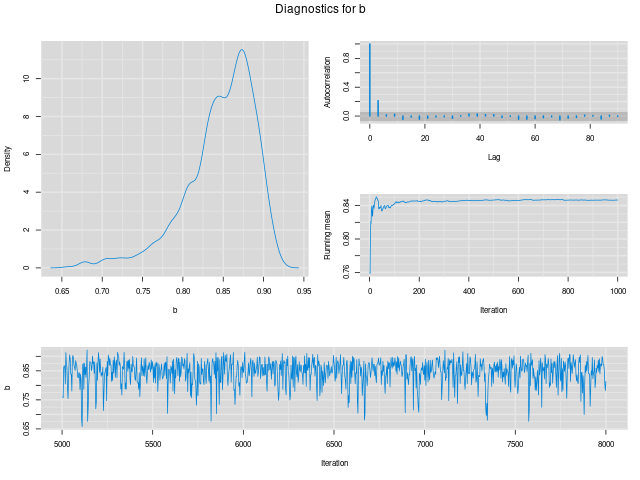 Diagnostics for b
Density
0 2 4 6 8 10
0.65 0.70 0.75 0.80 0.85 0.90 0.95
b
Autocorrelation
0.0 0.4 0.8
0 20 40 60 80
Lag
Running mean
0.76 0.80 0.84
0 200 400 600 800 1000
Iteration
b
0.65 0.75 0.85
5000 5500 6000 6500 7000 7500 8000
Iteration